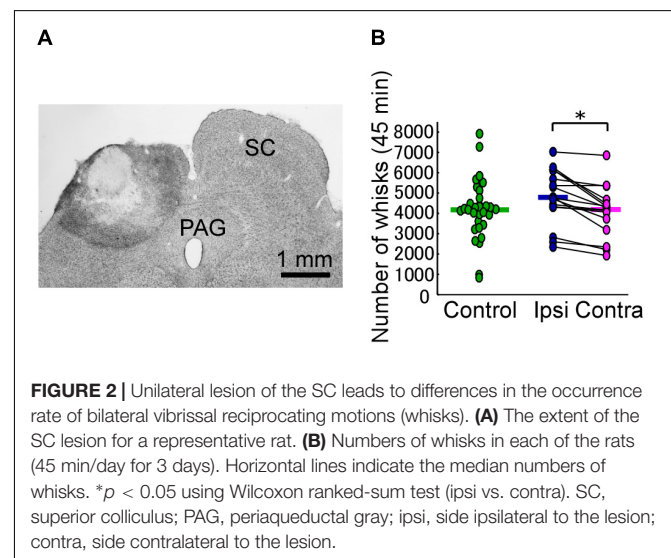 A
B
SC
PAG
1 mm
Number of whisks (45 min)
8000
7000
6000
5000
4000
3000
2000
1000
0
*
Control
Ipsi Contra
FIGURE 2 | Unilateral lesion of the SC leads to differences in the occurrence
rate of bilateral vibrissal reciprocating motions (whisks). (A) The extent of the
SC lesion for a representative rat. (B) Numbers of whisks in each of the rats
(45 min/day for 3 days). Horizontal lines indicate the median numbers of
whisks. *p < 0.05 using Wilcoxon ranked-sum test (ipsi vs. contra). SC,
superior colliculus; PAG, periaqueductal gray; ipsi, side ipsilateral to the lesion;
contra, side contralateral to the lesion.